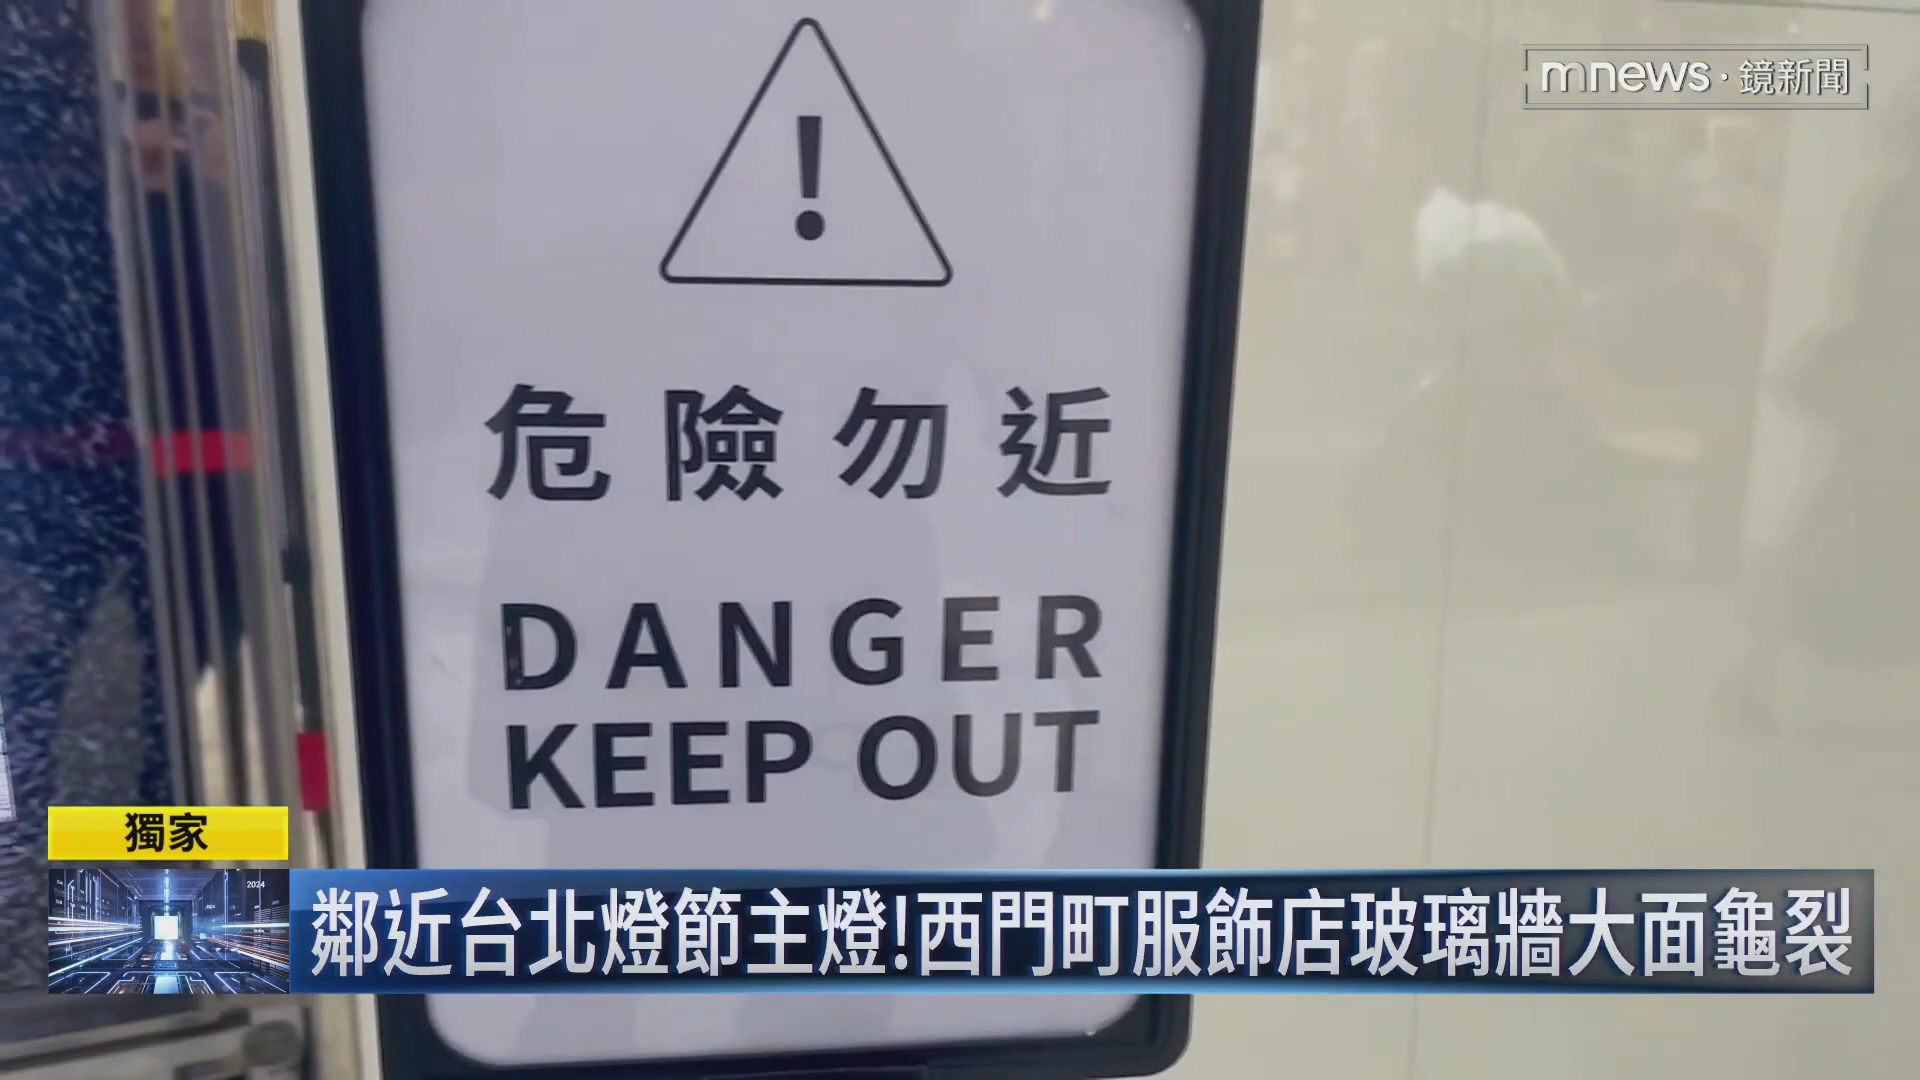 mnews·鏡新聞
!
危險勿近
DANGER
KEEP OUT
獨家
2024
鄰近台北燈節主燈!西門町服飾店玻璃牆大面龜裂